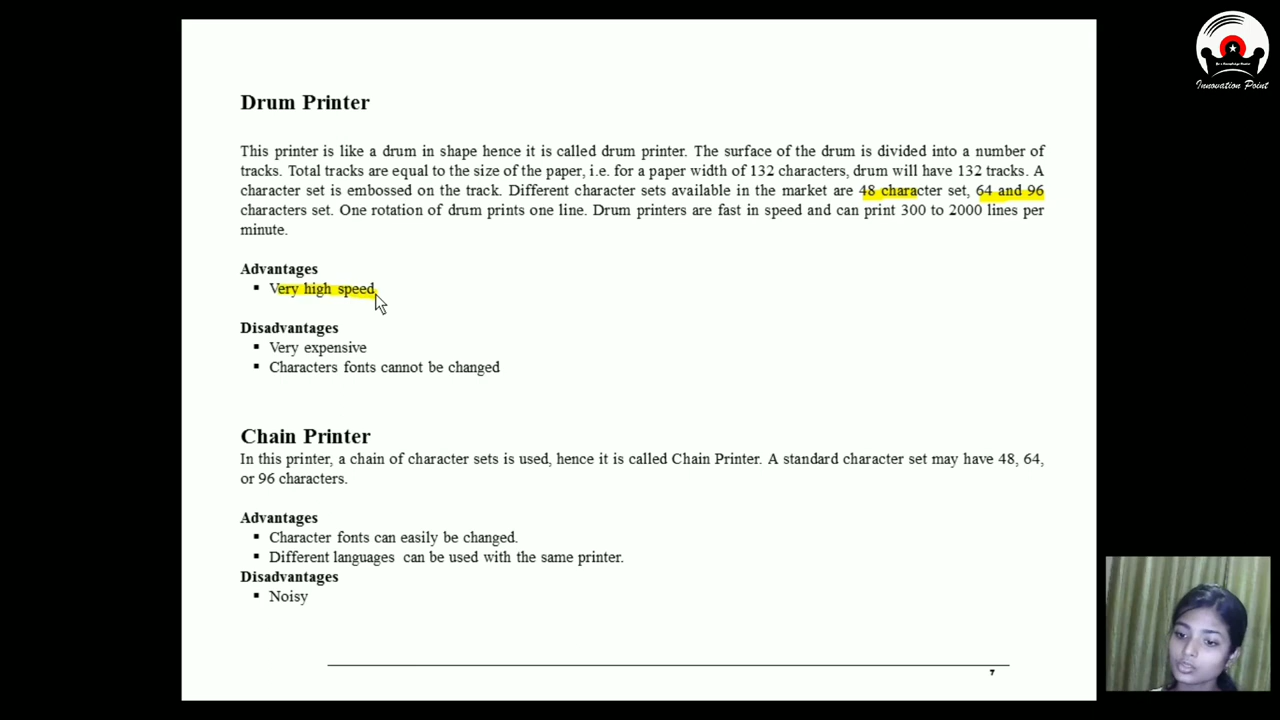 Drum Printer
This printer is like a drum in shape hence it is called drum printer. The surface of the drum is divided into a number of
tracks. Total tracks are equal to the size of the paper, i.e. for a paper width of 132 characters, drum will have 132 tracks. A
character set is embossed on the track. Different character sets available in the market are 48 character set, 64 and 96
characters set. One rotation of drum prints one line. Drum printers are fast in speed and can print 300 to 2000 lines per
minute.
Advantages
▪ Very high speed
Disadvantages
▪ Very expensive
▪ Characters fonts cannot be changed
Chain Printer
In this printer, a chain of character sets is used, hence it is called Chain Printer. A standard character set may have 48, 64,
or 96 characters.
Advantages
▪ Character fonts can easily be changed.
▪ Different languages can be used with the same printer.
Disadvantages
▪ Noisy
7
Innovation Point